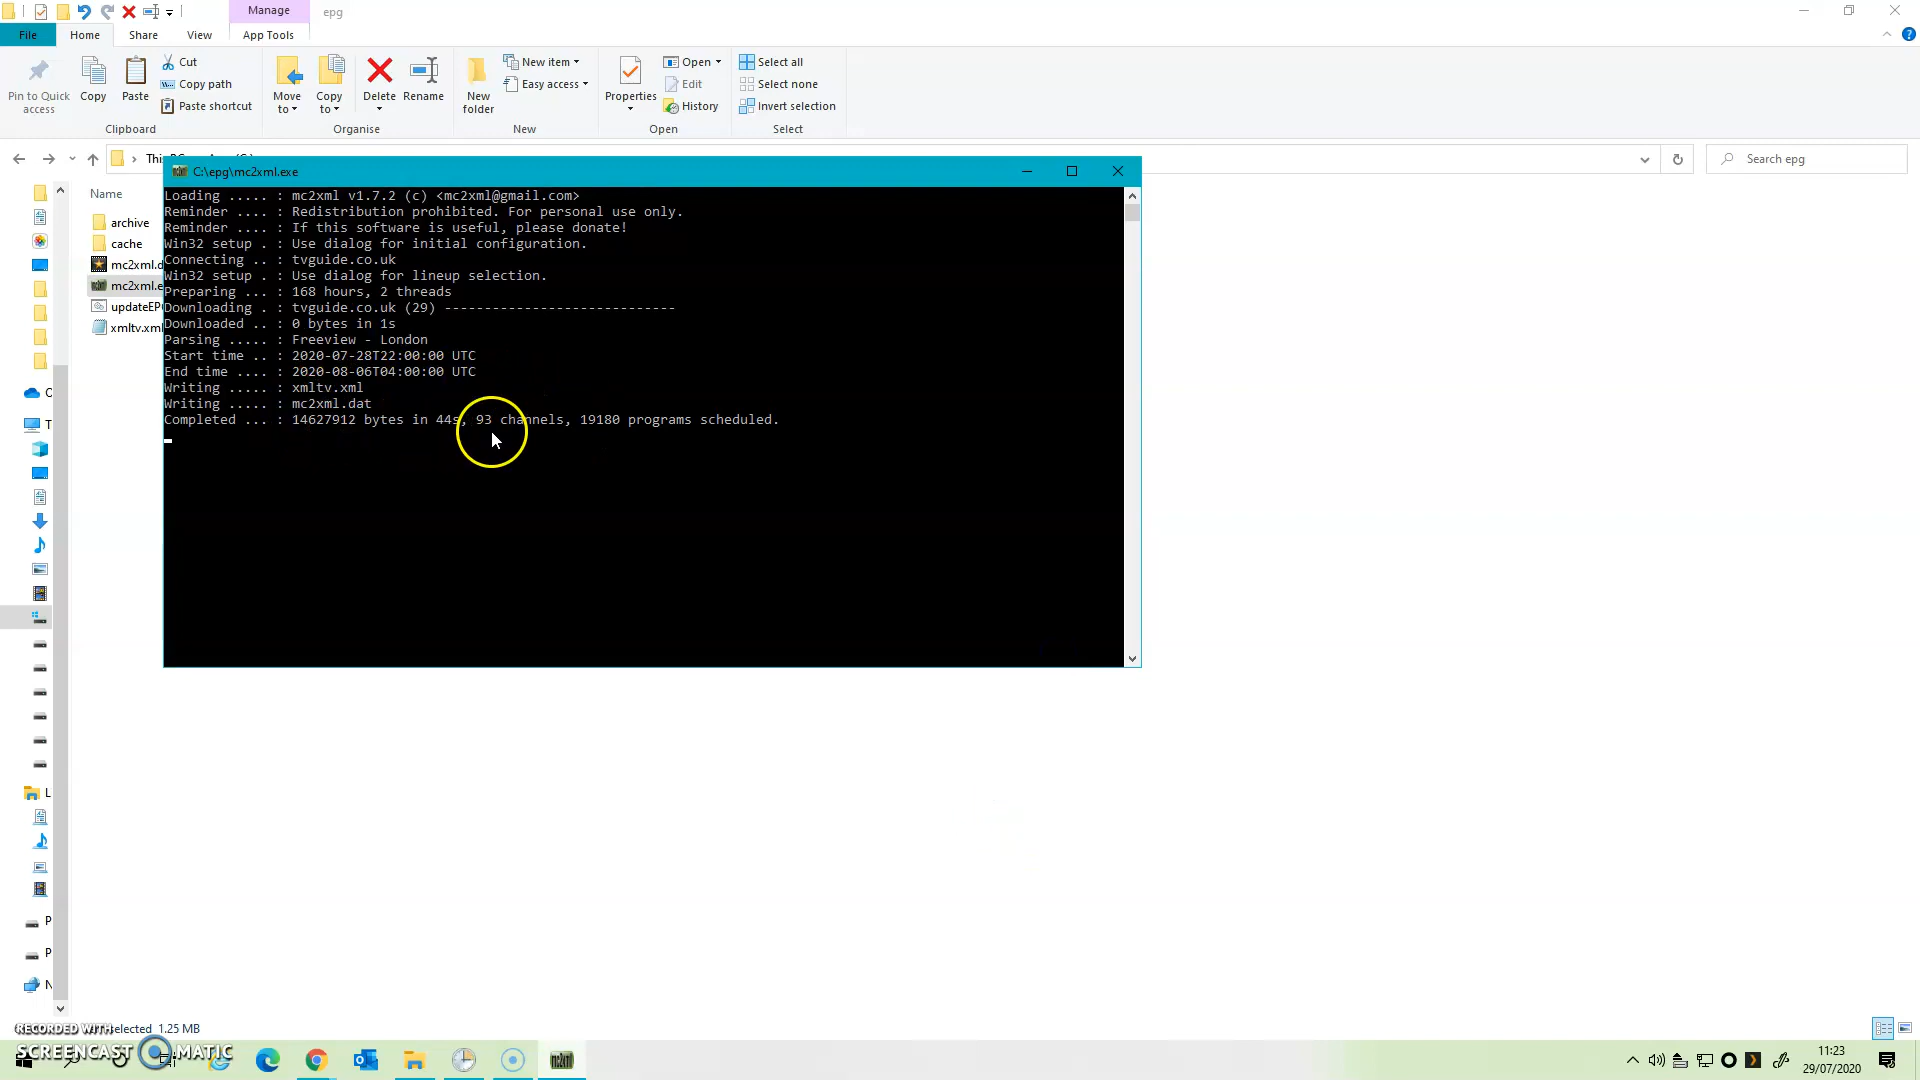 Manage
epg
File
Home
Share
View
App Tools
Pin to Quick access
Copy
Paste
Cut
Copy path
Paste shortcut
Clipboard
Move to
Copy to
Delete
Rename
Organise
New folder
New item
Easy access
New
Properties
Open
Edit
History
Open
Select all
Select none
Invert selection
Select
Search epg
C:\epg\mc2xml.exe
Name
archive
cache
mc2xml.d
mc2xml.e
updateEP
xmltv.xml
Loading ..... : mc2xml v1.7.2 (c) <mc2xml@gmail.com>
Reminder .... : Redistribution prohibited. For personal use only.
Reminder .... : If this software is useful, please donate!
Win32 setup . : Use dialog for initial configuration.
Connecting .. : tvguide.co.uk
Win32 setup . : Use dialog for lineup selection.
Preparing ... : 168 hours, 2 threads
Downloading . : tvguide.co.uk (29) -----------------------------
Downloaded .. : 0 bytes in 1s
Parsing ..... : Freeview - London
Start time .. : 2020-07-28T22:00:00 UTC
End time .... : 2020-08-06T04:00:00 UTC
Writing ..... : xmltv.xml
Writing ..... : mc2xml.dat
Completed ... : 14627912 bytes in 44s, 93 channels, 19180 programs scheduled.
selected 1.25 MB
RECORDED WITH
SCREENCAST MATIC
11:23
29/07/2020